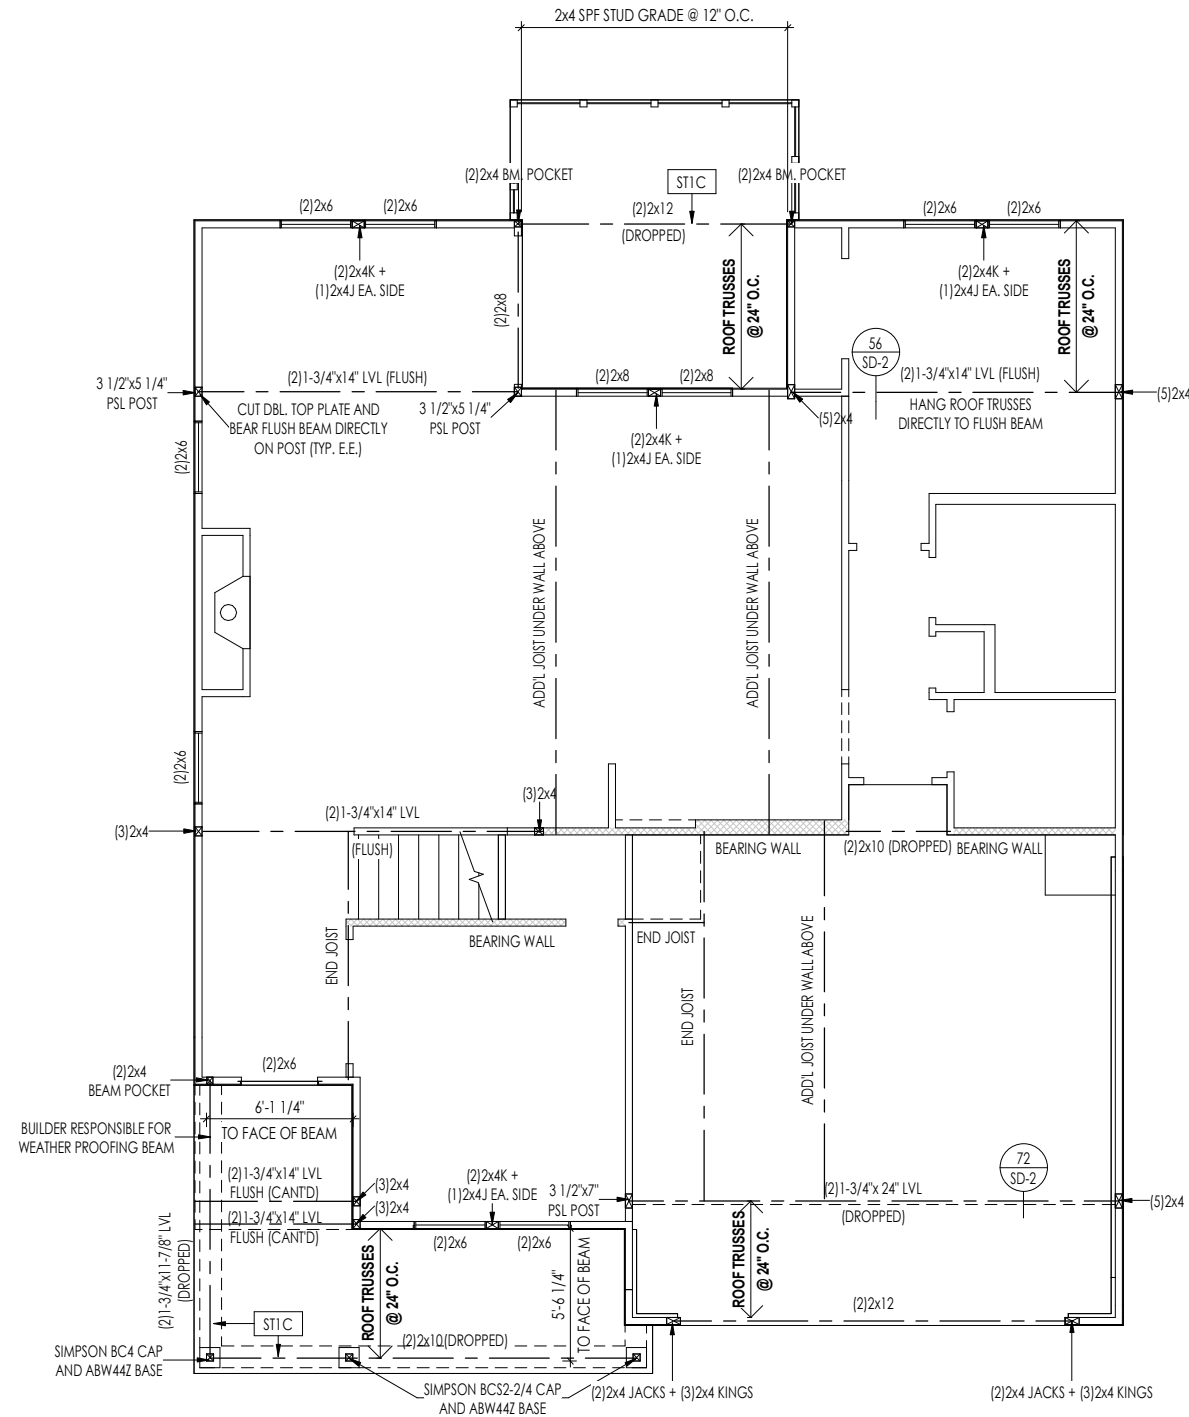 2x4 SPF STUD GRADE @ 12" O.C.
(2)2x4 BM. POCKET
ST1C
(2)2x4 BM. POCKET
(2)2x6
(2)2x6
(2)2x12
(DROPPED)
(2)2x6
(2)2x6
(2)2x4K +
(1)2x4J EA. SIDE
(2)2x8
ROOF TRUSSES
@ 24" O.C.
(2)2x4K +
(1)2x4J EA. SIDE
ROOF TRUSSES
@ 24" O.C.
56
SD-2
3 1/2"x5 1/4"
PSL POST
(2)1-3/4"x14" LVL (FLUSH)
(2)2x8
(2)2x8
(2)1-3/4"x14" LVL (FLUSH)
(5)2x4
CUT DBL. TOP PLATE AND
BEAR FLUSH BEAM DIRECTLY
ON POST (TYP. E.E.)
3 1/2"x5 1/4"
PSL POST
(5)2x4
HANG ROOF TRUSSES
DIRECTLY TO FLUSH BEAM
(2)2x4K +
(1)2x4J EA. SIDE
(2)2x6
ADD'L JOIST UNDER WALL ABOVE
ADD'L JOIST UNDER WALL ABOVE
(2)2x6
(3)2x4
(3)2x4
(2)1-3/4"x14" LVL
(FLUSH)
BEARING WALL
(2)2x10 (DROPPED)
BEARING WALL
END JOIST
BEARING WALL
END JOIST
END JOIST
ADD'L JOIST UNDER WALL ABOVE
(2)2x4
BEAM POCKET
(2)2x6
6'-1 1/4"
TO FACE OF BEAM
BUILDER RESPONSIBLE FOR
WEATHER PROOFING BEAM
(2)1-3/4"x14" LVL
FLUSH (CANT'D)
(3)2x4
(3)2x4
(2)1-3/4"x14" LVL
FLUSH (CANT'D)
(2)2x4K +
(1)2x4J EA. SIDE
3 1/2"x7"
PSL POST
72
SD-2
(2)1-3/4"x 24" LVL
(DROPPED)
(5)2x4
(2)1-3/4"x11-7/8" LVL
(DROPPED)
(2)2x6
(2)2x6
ROOF TRUSSES
@ 24" O.C.
5'-6 1/4"
TO FACE OF BEAM
ROOF TRUSSES
@ 24" O.C.
(2)2x12
ST1C
(2)2x10(DROPPED)
SIMPSON BC4 CAP
AND ABW44Z BASE
SIMPSON BCS2-2/4 CAP
AND ABW44Z BASE
(2)2x4 JACKS + (3)2x4 KINGS
(2)2x4 JACKS + (3)2x4 KINGS